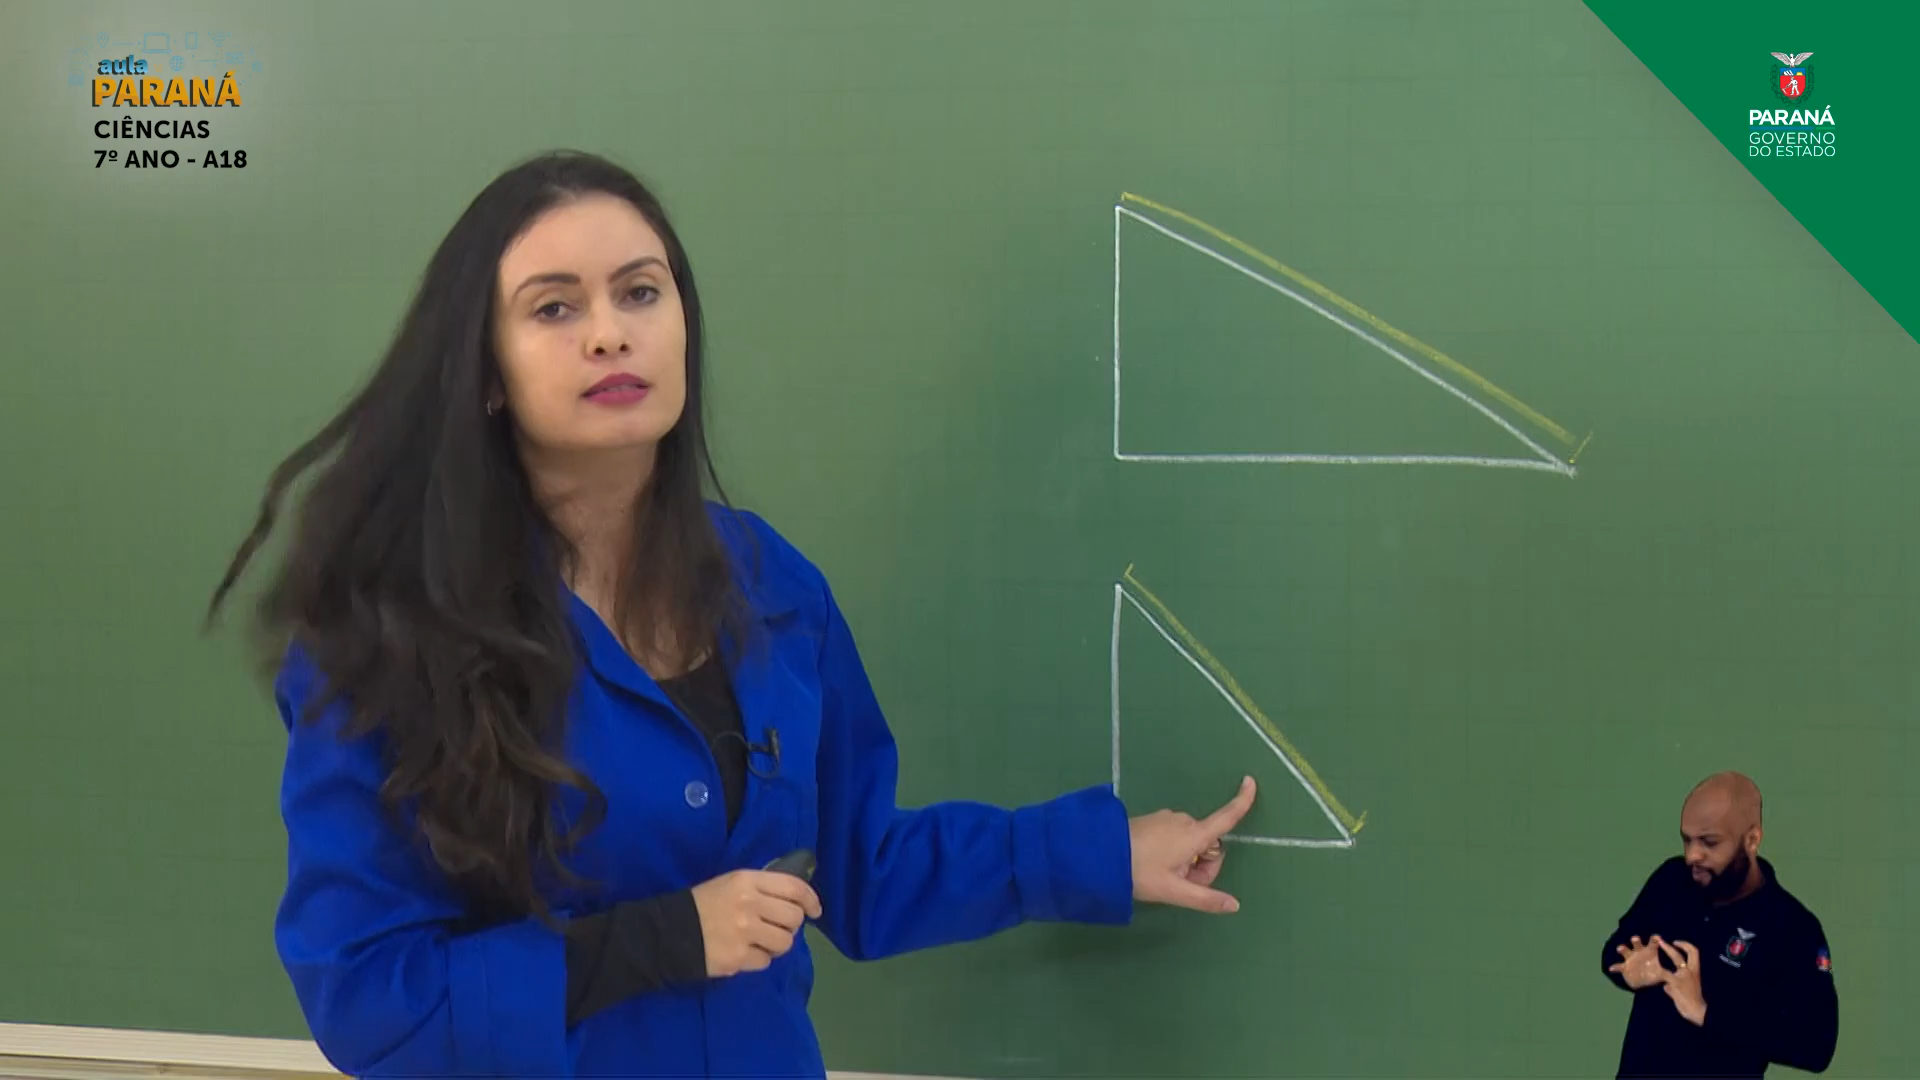 aula
PARANÁ
CIÊNCIAS
7º ANO - A18
PARANÁ
GOVERNO
DO ESTADO